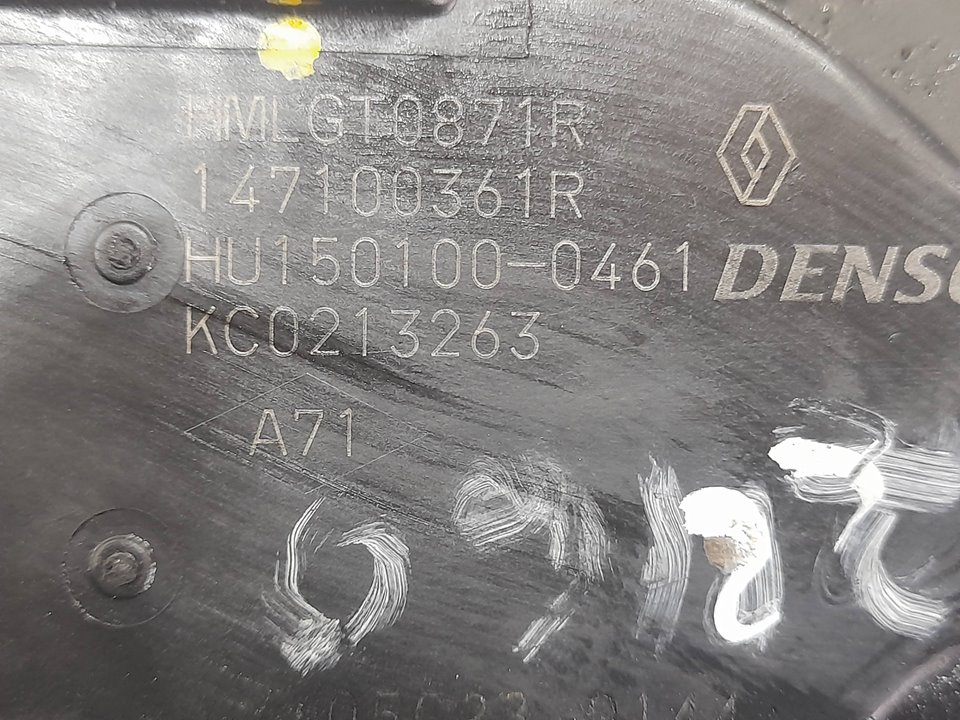 HMLGT0871R
147100361R
HU150100-0461
DENSO
KC0213263
A71